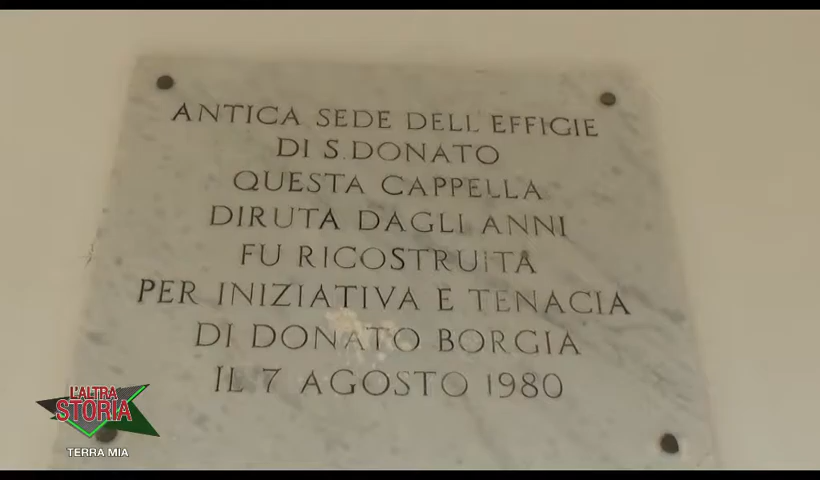 ANTICA SEDE DELL'EFFIGIE
DI S. DONATO
QUESTA CAPPELLA
DIRUTA DAGLI ANNI
FU RICOSTRUITA
PER INIZIATIVA E TENACIA
DI DONATO BORGIA
IL 7 AGOSTO 1980
L'ALTRA
STORIA
TERRA MIA